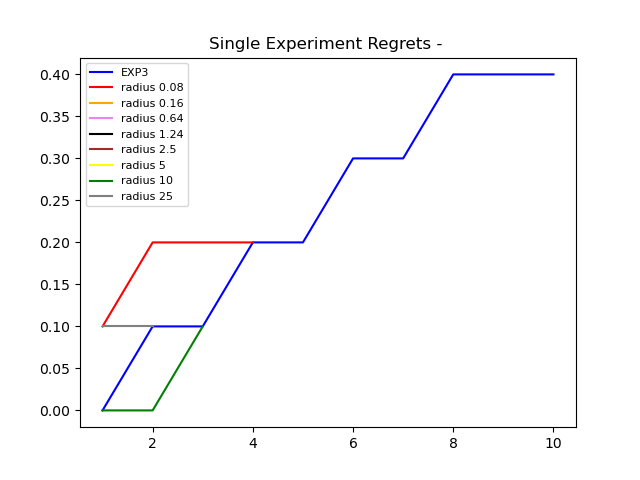 Single Experiment Regrets -
0.40
0.35
0.30
0.25
0.20
0.15
0.10
0.05
0.00
EXP3
radius 0.08
radius 0.16
radius 0.64
radius 1.24
radius 2.5
radius 5
radius 10
radius 25
2 4 6 8 10